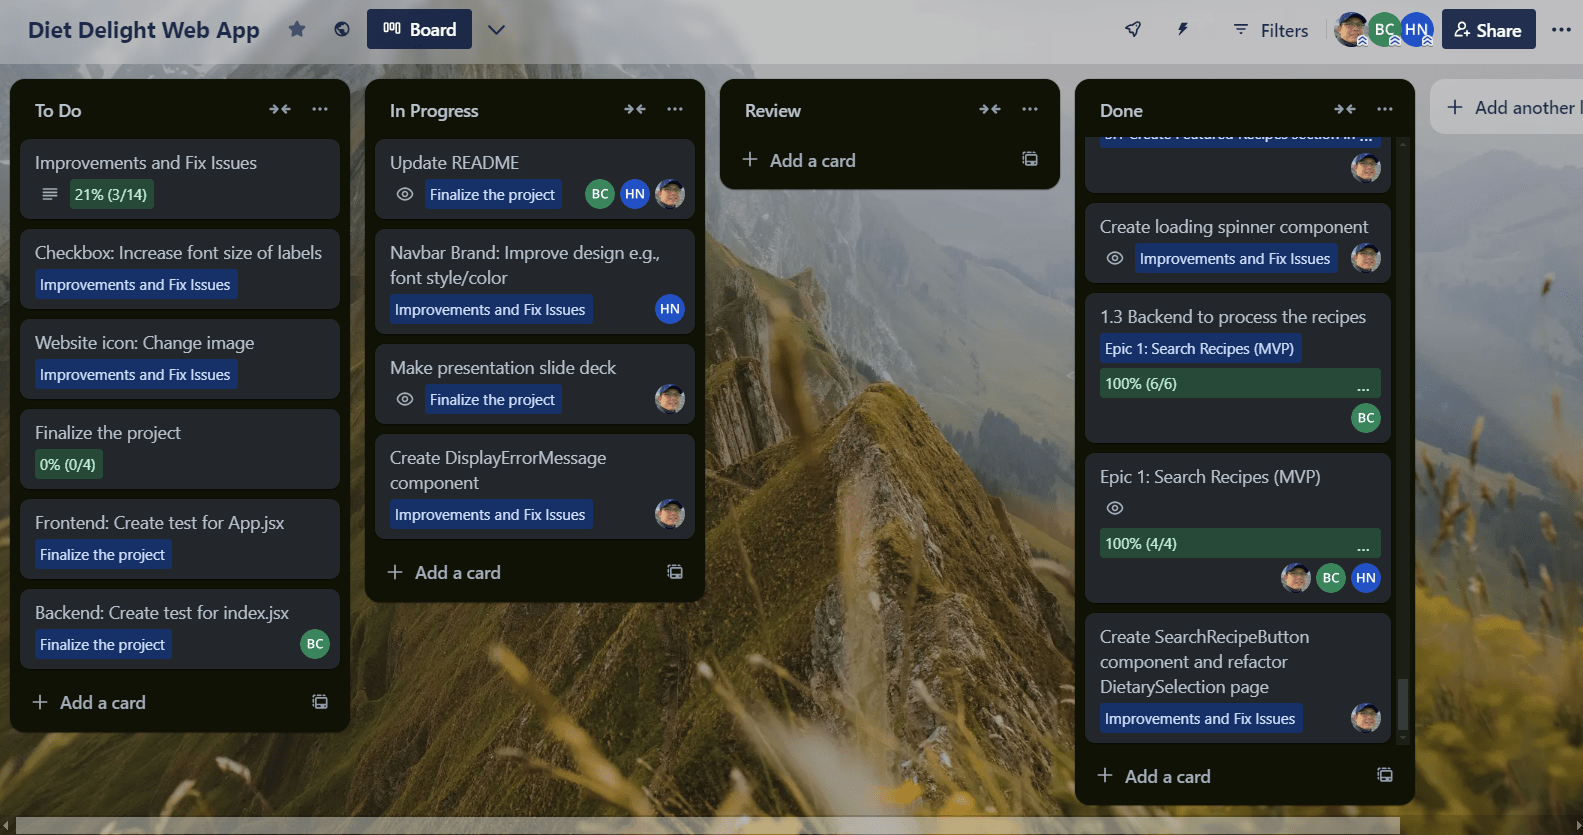 Diet Delight Web App
Board
Filters
BC
HN
Share
To Do
Improvements and Fix Issues
21% (3/14)
Checkbox: Increase font size of labels
Improvements and Fix Issues
Website icon: Change image
Improvements and Fix Issues
Finalize the project
0% (0/4)
Frontend: Create test for App.jsx
Finalize the project
Backend: Create test for index.jsx
Finalize the project
BC
+ Add a card
In Progress
Update README
Finalize the project
BC
HN
Navbar Brand: Improve design e.g.,
font style/color
Improvements and Fix Issues
HN
Make presentation slide deck
Finalize the project
Create DisplayErrorMessage
component
Improvements and Fix Issues
+ Add a card
Review
+ Add a card
Done
Create Featured Recipes section in ...
Create loading spinner component
Improvements and Fix Issues
1.3 Backend to process the recipes
Epic 1: Search Recipes (MVP)
100% (6/6) ...
BC
Epic 1: Search Recipes (MVP)
100% (4/4) ...
BC
HN
Create SearchRecipeButton
component and refactor
DietarySelection page
Improvements and Fix Issues
+ Add a card
+ Add another l